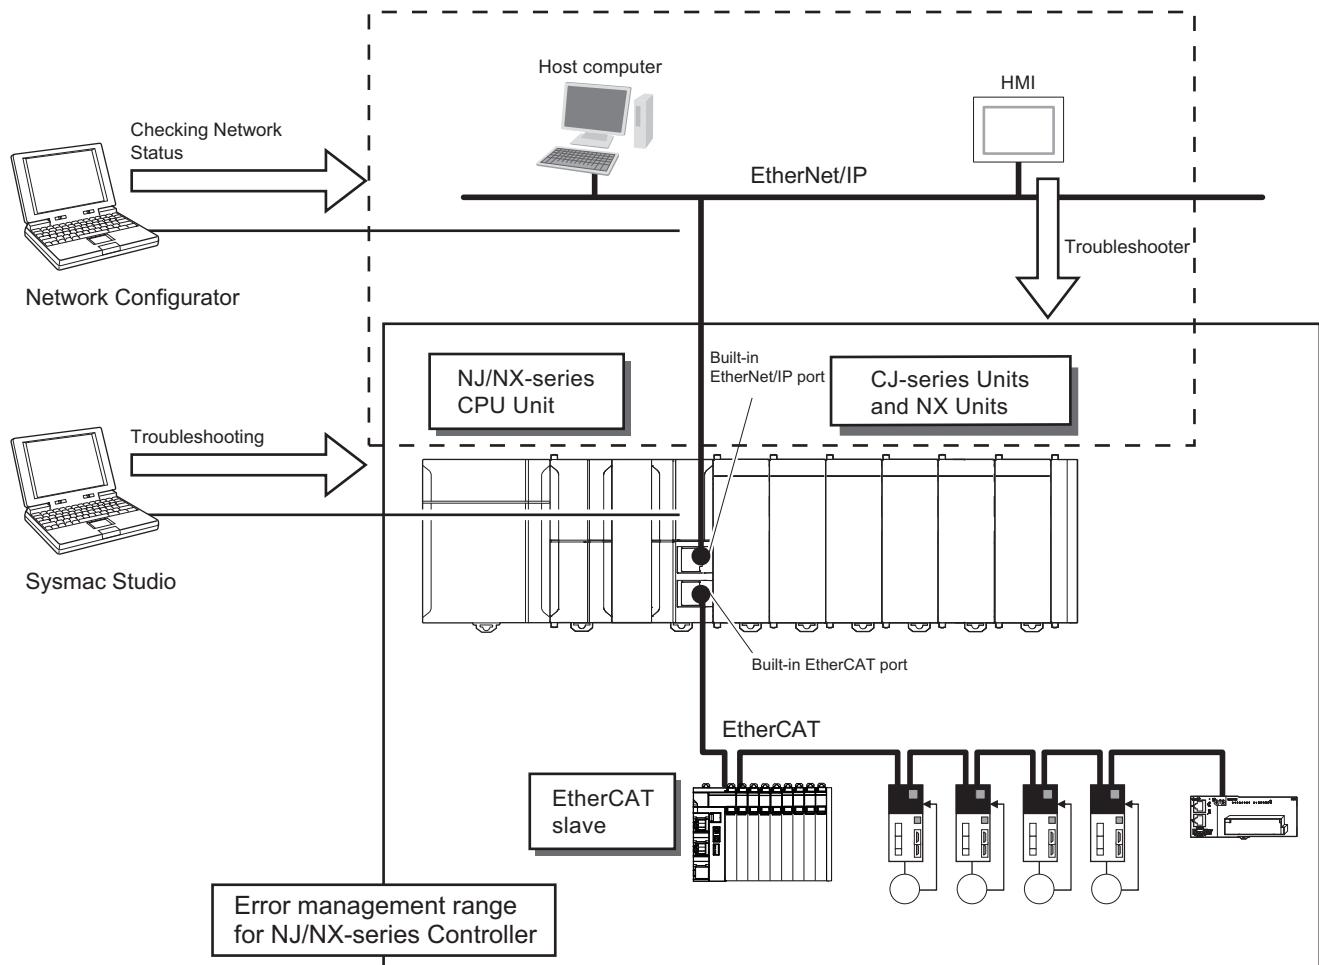 Host computer
HMI
Checking Network
Status
EtherNet/IP
Troubleshooter
Network Configurator
NJ/NX-series
CPU Unit
Built-in
EtherNet/IP port
CJ-series Units
and NX Units
Troubleshooting
Sysmac Studio
Built-in EtherCAT port
EtherCAT
EtherCAT
slave
Error management range
for NJ/NX-series Controller